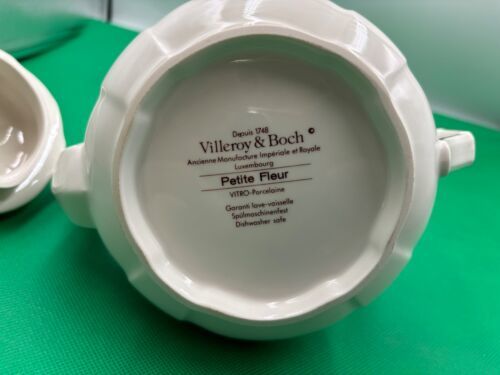 Depuis 1748
Villeroy & Boch ©
Ancienne Manufacture Impériale et Royale
Luxembourg
Petite Fleur
VITRO-Porcelaine
Garanti lave-vaisselle
Spülmaschinenfest
Dishwasher safe